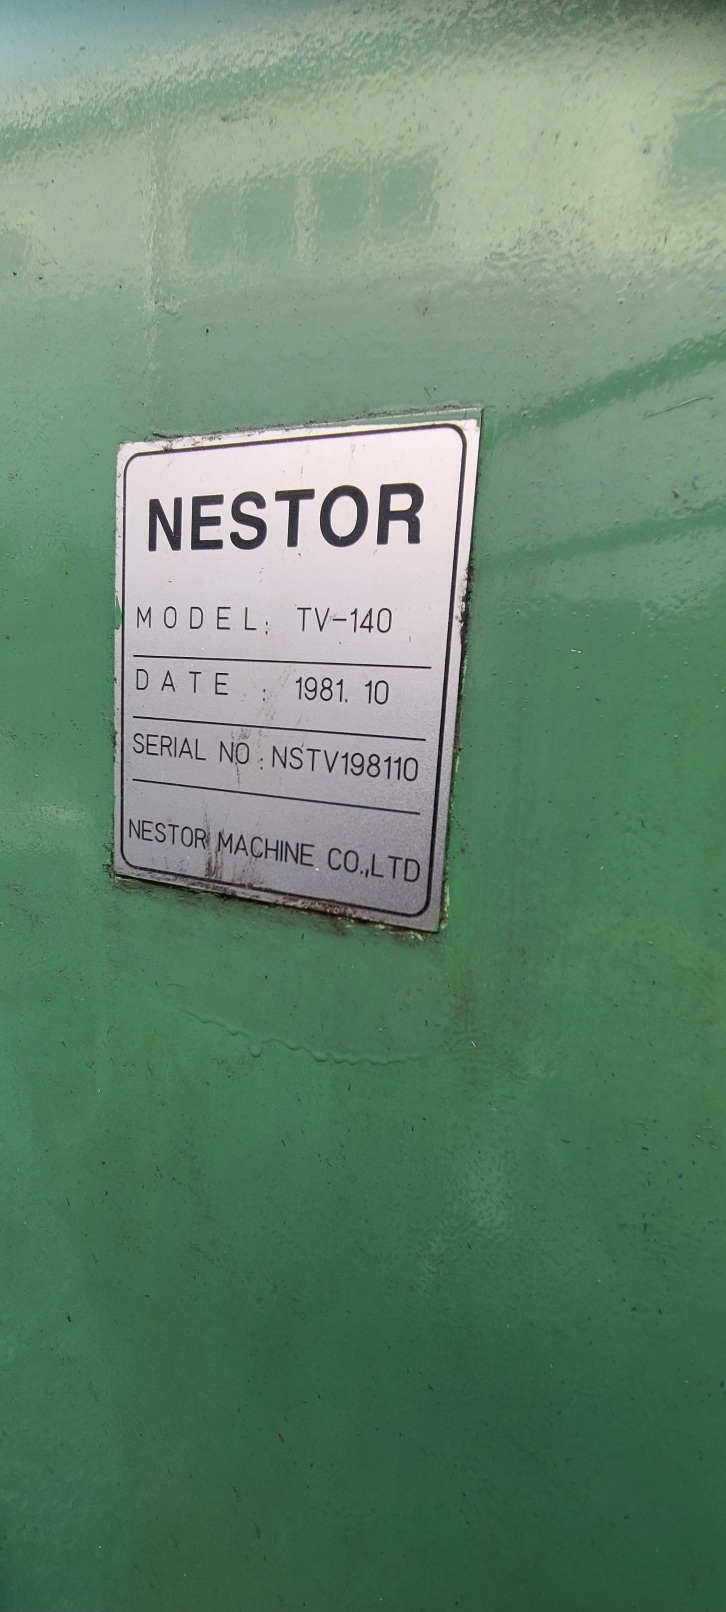 NESTOR
MODEL: TV-140
DATE : 1981. 10
SERIAL NO : NSTV198110
NESTOR MACHINE CO.,LTD